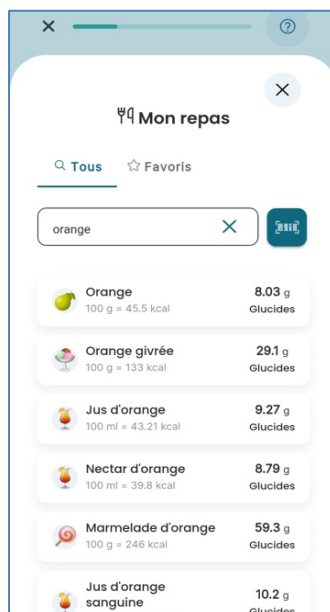 Mon repas
Tous Favoris
orange
Orange
100 g = 45.5 kcal
8.03 g
Glucides
Orange givrée
100 g = 133 kcal
29.1 g
Glucides
Jus d'orange
100 ml = 43.21 kcal
9.27 g
Glucides
Nectar d'orange
100 ml = 39.8 kcal
8.79 g
Glucides
Marmelade d'orange
100 g = 246 kcal
59.3 g
Glucides
Jus d'orange
sanguine
10.2 g
Glucides